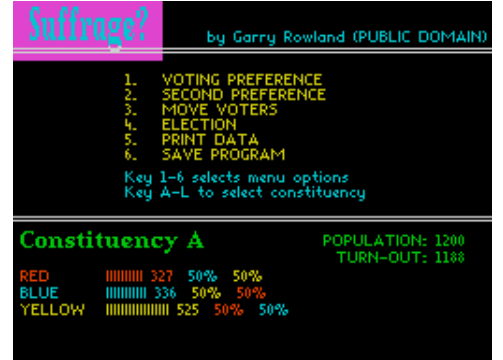 Suffrage?
by Garry Rowland (PUBLIC DOMAIN)
1. VOTING PREFERENCE
2. SECOND PREFERENCE
3. MOVE VOTERS
4. ELECTION
5. PRINT DATA
6. SAVE PROGRAM
Key 1-6 selects menu options
Key A-L to select constituency
Constituency A
POPULATION: 1200
TURN-OUT: 1188
RED 327 50% 50%
BLUE 336 50% 50%
YELLOW 525 50% 50%